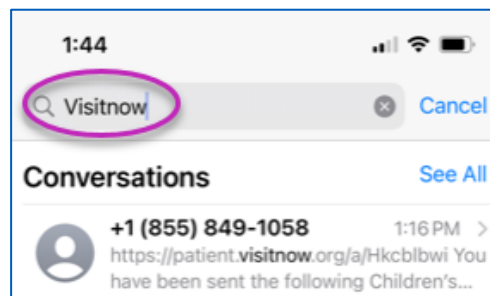 1:44
Visitnow
Cancel
Conversations
See All
+1 (855) 849-1058
1:16 PM
https://patient.visitnow.org/a/Hkcblbwi You
have been sent the following Children's...